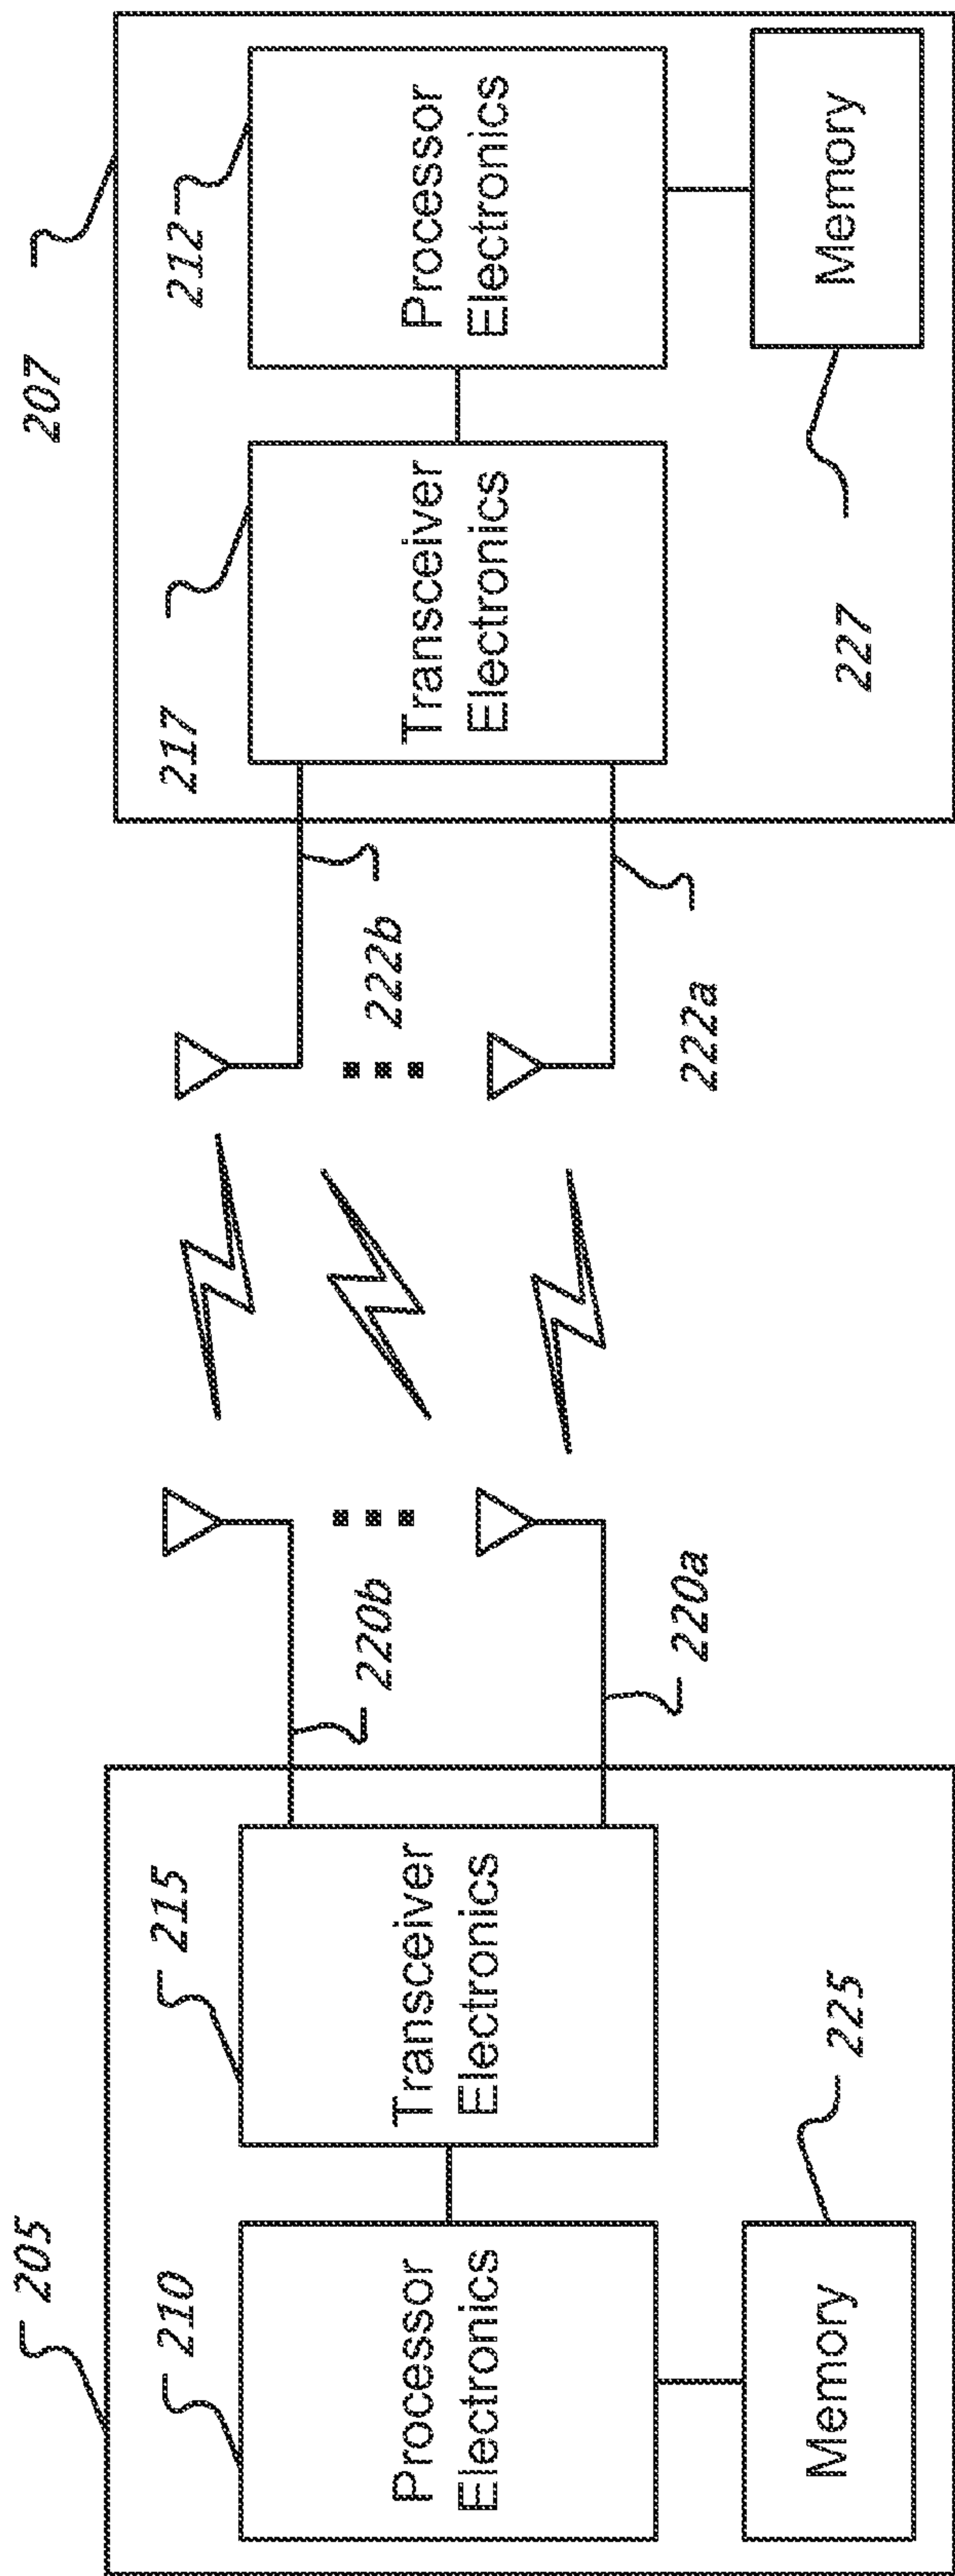 205
207
210
215
217
212
Processor
Electronics
Transceiver
Electronics
Transceiver
Electronics
Processor
Electronics
220b
222b
220a
222a
Memory
225
227
Memory